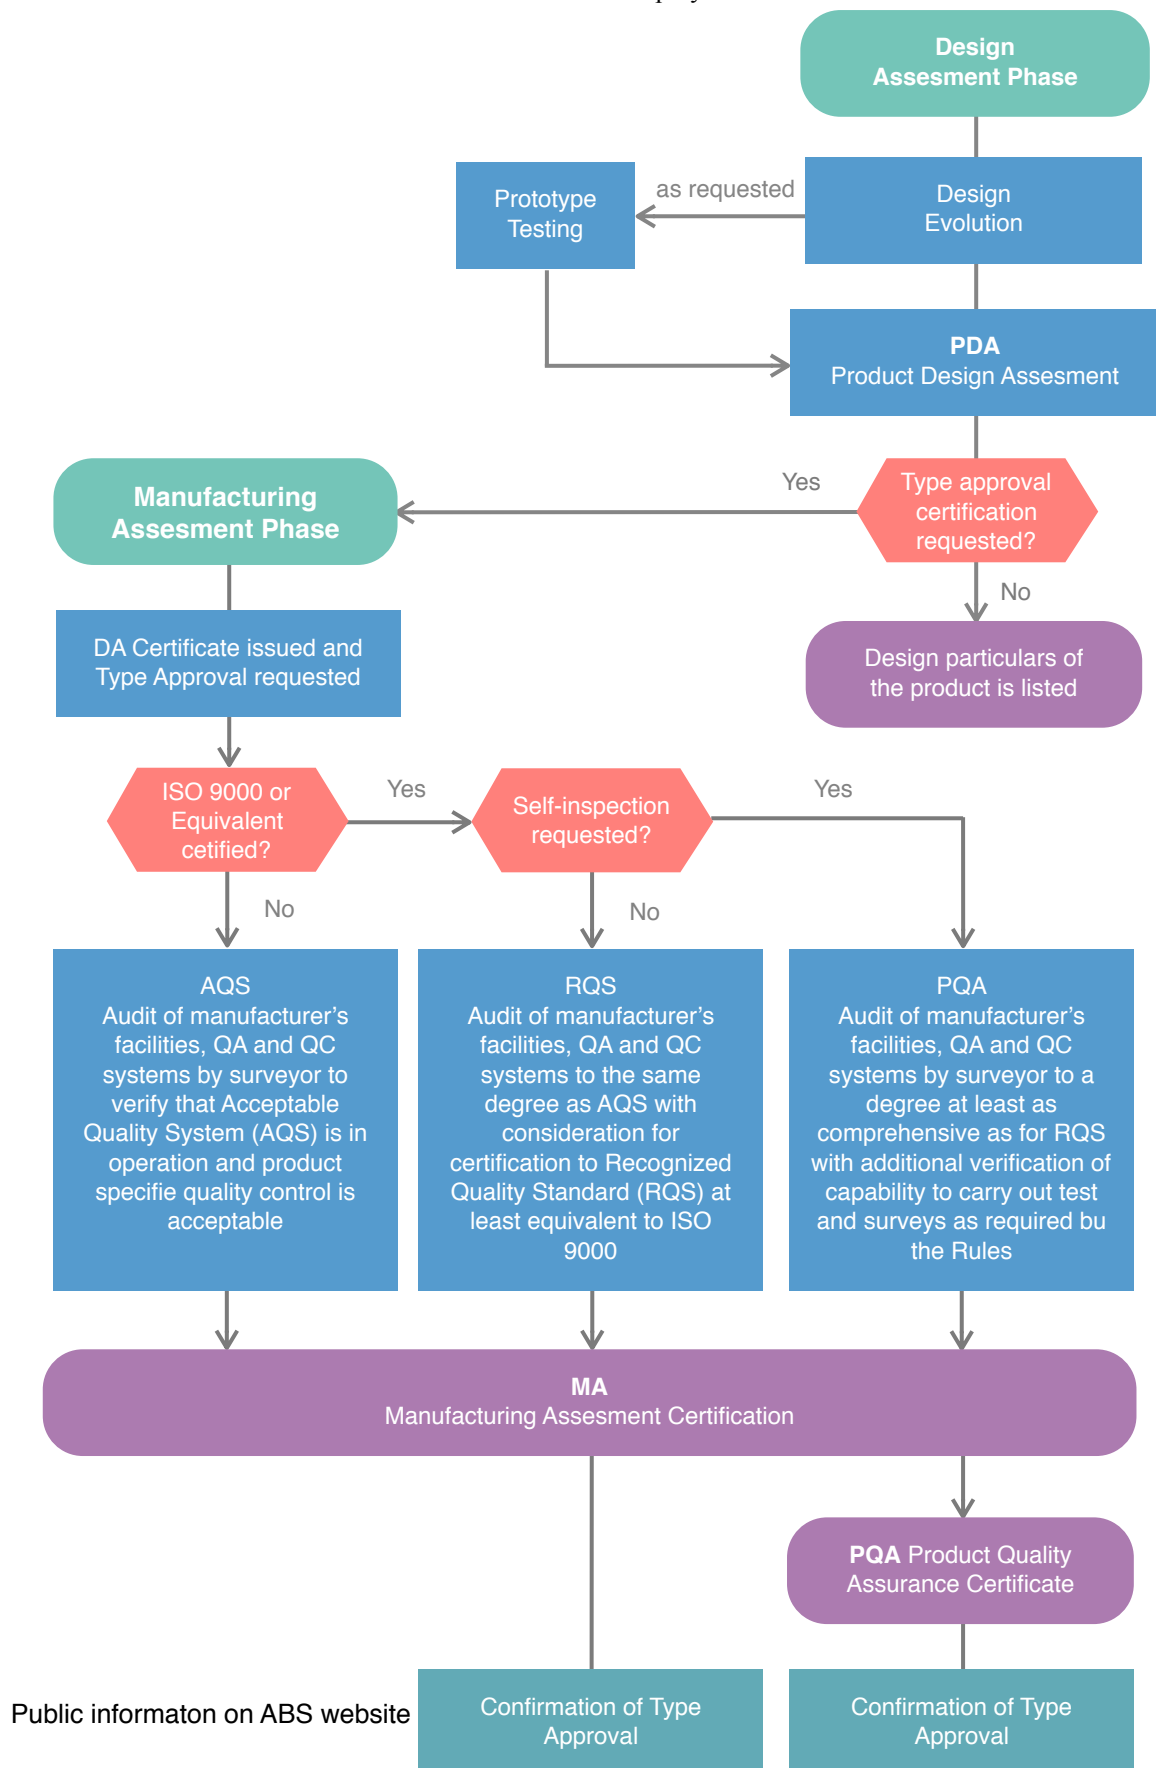 Design
Assesment Phase
as requested
Prototype
Testing
Design
Evolution
PDA
Product Design Assesment
Yes
Type approval
certification
requested?
Manufacturing
Assesment Phase
No
DA Certificate issued and
Type Approval requested
Design particulars of
the product is listed
ISO 9000 or
Equivalent
cetified?
Yes
Self-inspection
requested?
Yes
No
No
AQS
Audit of manufacturer’s
facilities, QA and QC
systems by surveyor to
verify that Acceptable
Quality System (AQS) is in
operation and product
specifie quality control is
acceptable
RQS
Audit of manufacturer’s
facilities, QA and QC
systems to the same
degree as AQS with
consideration for
certification to Recognized
Quality Standard (RQS) at
least equivalent to ISO
9000
PQA
Audit of manufacturer’s
facilities, QA and QC
systems by surveyor to a
degree at least as
comprehensive as for RQS
with additional verification of
capability to carry out test
and surveys as required bu
the Rules
MA
Manufacturing Assesment Certification
PQA Product Quality
Assurance Certificate
Public informaton on ABS website
Confirmation of Type
Approval
Confirmation of Type
Approval